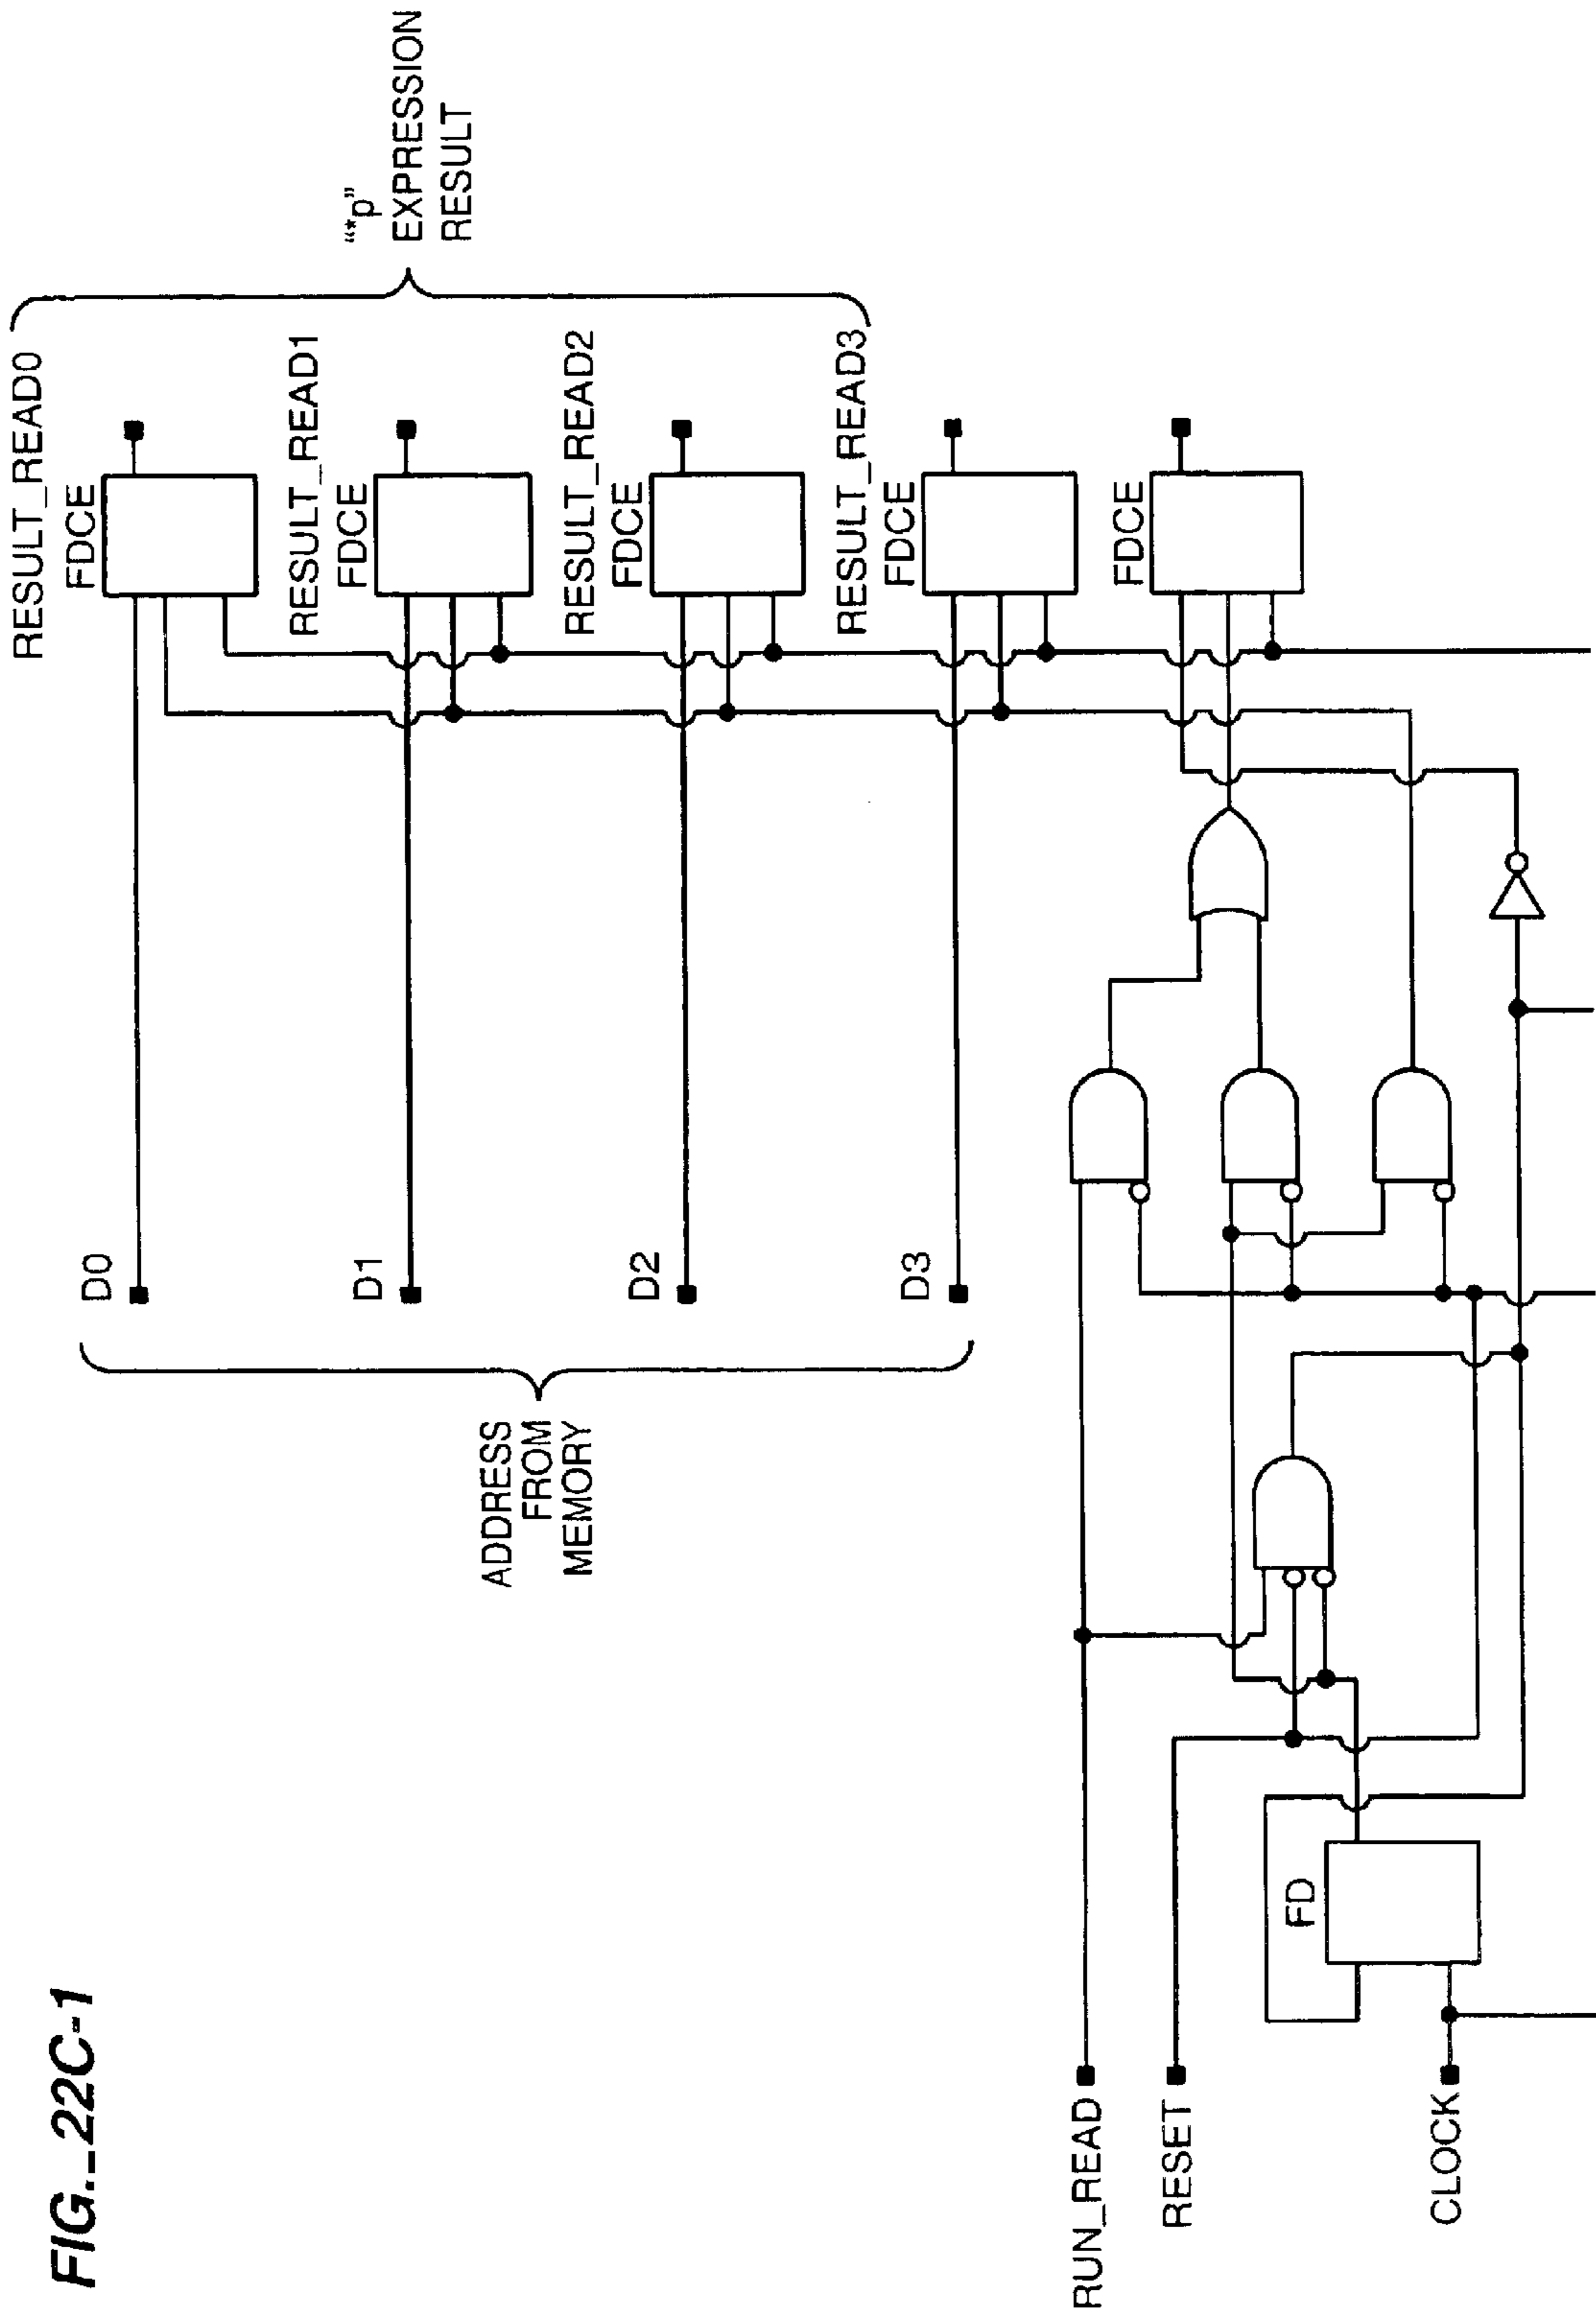 FIG._22C-1
RESULT_READ0
FDCE
RESULT_READ1
FDCE
RESULT_READ2
FDCE
RESULT_READ3
FDCE
FDCE
“*p”
EXPRESSION
RESULT
D0
D1
D2
D3
ADDRESS
FROM
MEMORY
RUN_READ
RESET
FD
CLOCK